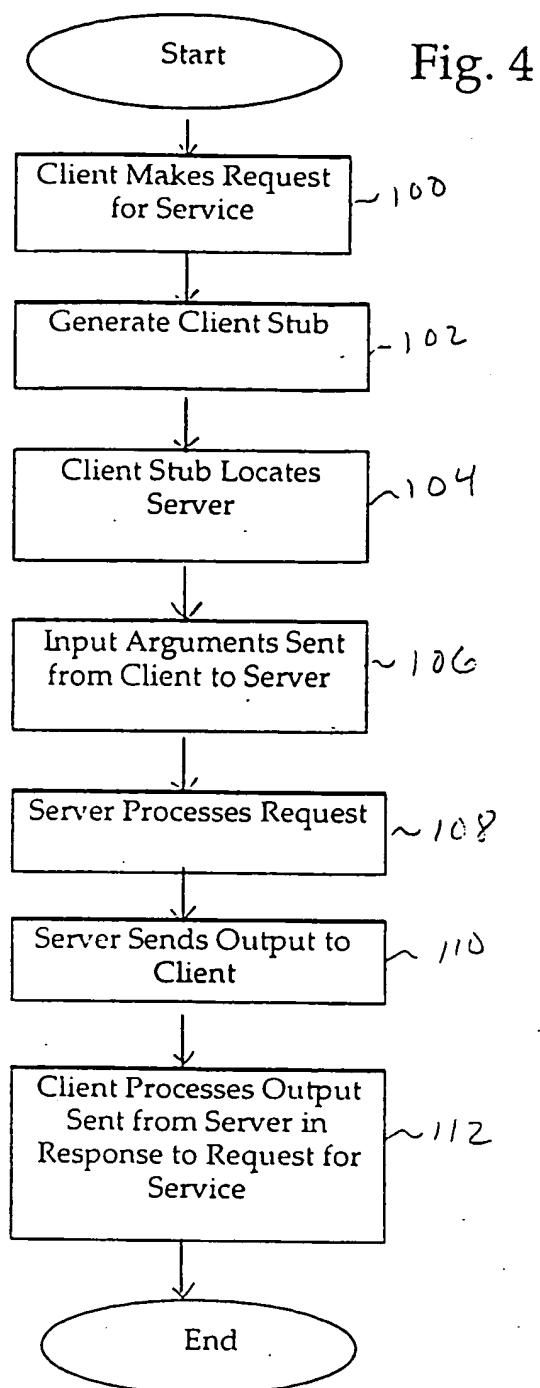 Start
Fig. 4
Client Makes Request
for Service
~100
Generate Client Stub
-102
Client Stub Locates
Server
~104
Input Arguments Sent
from Client to Server
~106
Server Processes Request
~108
Server Sends Output to
Client
~110
Client Processes Output
Sent from Server in
Response to Request for
Service
~112
End